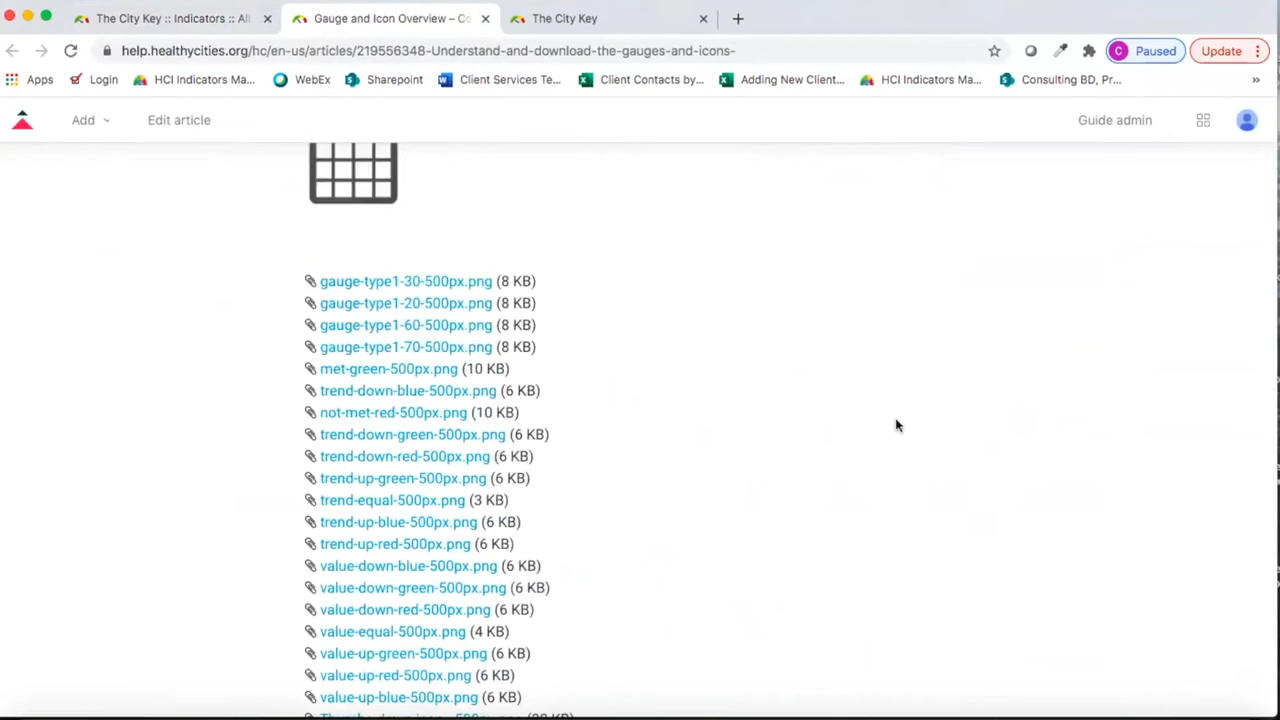 The City Key :: Indicators :: Al
Gauge and Icon Overview – Co
The City Key
help.healthycities.org/hc/en-us/articles/219556348-Understand-and-download-the-gauges-and-icons-
C Paused
Update
Apps
Login
HCI Indicators Ma...
WebEx
Sharepoint
Client Services Te...
Client Contacts by...
Adding New Client...
HCI Indicators Ma...
Consulting BD, Pr...
»
Add
Edit article
Guide admin
gauge-type1-30-500px.png (8 KB)
gauge-type1-20-500px.png (8 KB)
gauge-type1-60-500px.png (8 KB)
gauge-type1-70-500px.png (8 KB)
met-green-500px.png (10 KB)
trend-down-blue-500px.png (6 KB)
not-met-red-500px.png (10 KB)
trend-down-green-500px.png (6 KB)
trend-down-red-500px.png (6 KB)
trend-up-green-500px.png (6 KB)
trend-equal-500px.png (3 KB)
trend-up-blue-500px.png (6 KB)
trend-up-red-500px.png (6 KB)
value-down-blue-500px.png (6 KB)
value-down-green-500px.png (6 KB)
value-down-red-500px.png (6 KB)
value-equal-500px.png (4 KB)
value-up-green-500px.png (6 KB)
value-up-red-500px.png (6 KB)
value-up-blue-500px.png (6 KB)